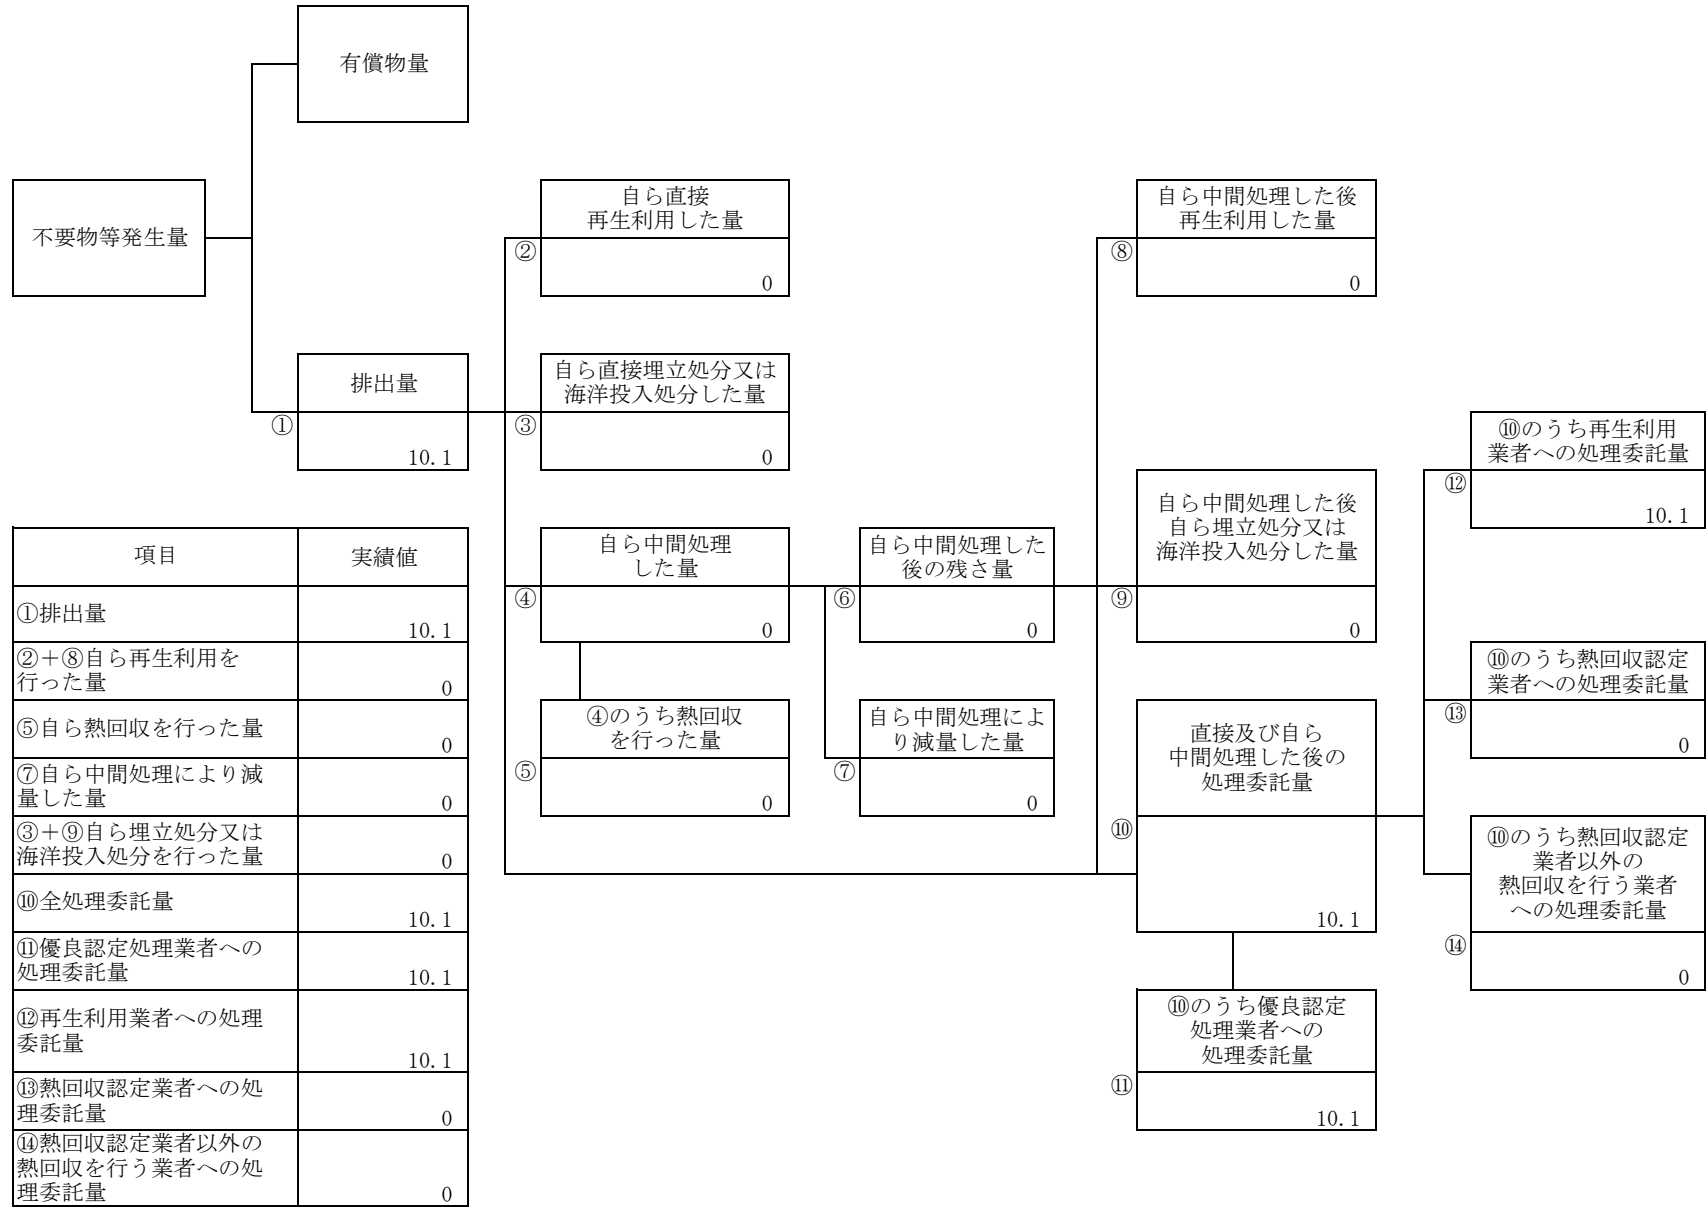 有償物量
不要物等発生量
自ら直接
再生利用した量
②
0
自ら中間処理した後
再生利用した量
⑧
0
排出量
①
10.1
自ら直接埋立処分又は
海洋投入処分した量
③
0
⑩のうち再生利用
業者への処理委託量
⑫
10.1
自ら中間処理した後
自ら埋立処分又は
海洋投入処分した量
⑨
0
自ら中間処理
した量
④
0
自ら中間処理した
後の残さ量
⑥
0
⑩のうち熱回収認定
業者への処理委託量
⑬
0
④のうち熱回収
を行った量
⑤
0
自ら中間処理によ
り減量した量
⑦
0
直接及び自ら
中間処理した後の
処理委託量
⑩
10.1
⑩のうち熱回収認定
業者以外の
熱回収を行う業者
への処理委託量
⑭
0
⑩のうち優良認定
処理業者への
処理委託量
⑪
10.1
項目 実績値
①排出量
10.1
②＋⑧自ら再生利用を
行った量 0
⑤自ら熱回収を行った量
0
⑦自ら中間処理により減
量した量 0
③＋⑨自ら埋立処分又は
海洋投入処分を行った量 0
⑩全処理委託量
10.1
⑪優良認定処理業者への
処理委託量 10.1
⑫再生利用業者への処理
委託量
10.1
⑬熱回収認定業者への処
理委託量 0
⑭熱回収認定業者以外の
熱回収を行う業者への処
理委託量 0